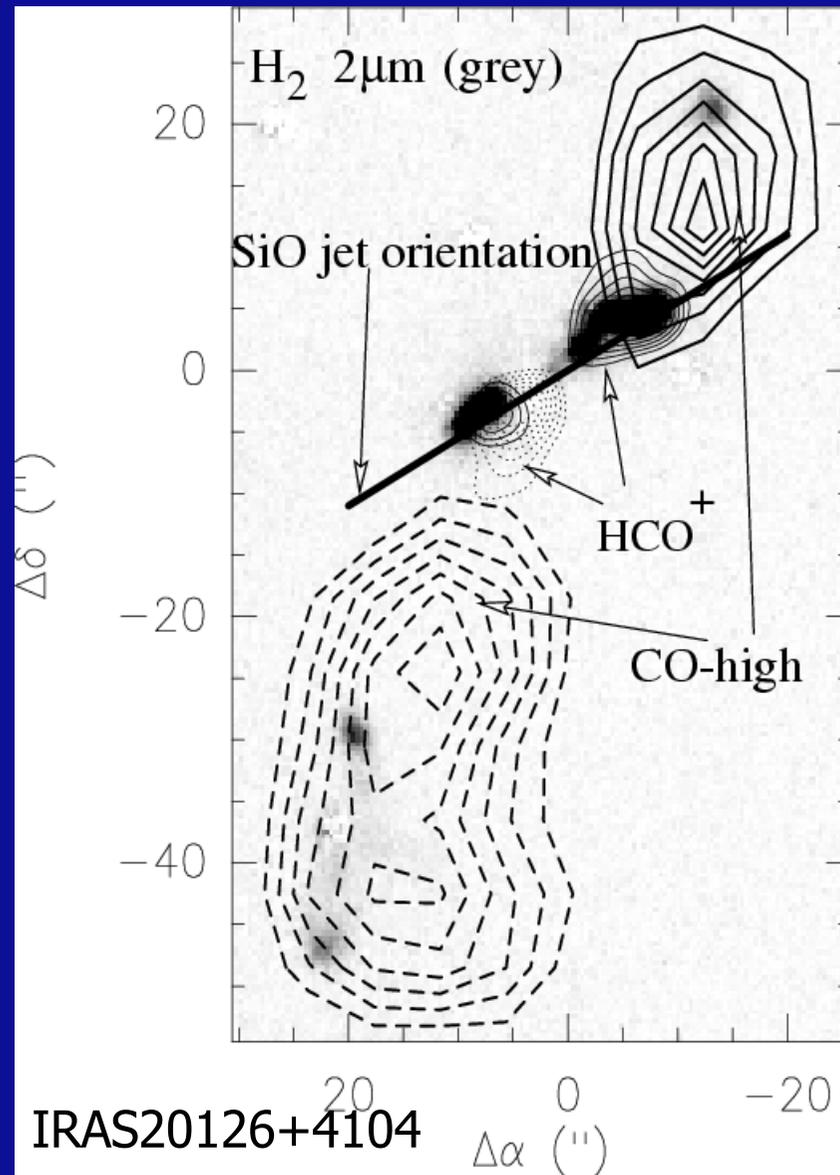 H2 2μm (grey)
20
SiO jet orientation
0
HCO+
-20
CO-high
-40
20 0 -20
IRAS20126+4104
Δα (")
Δδ (")